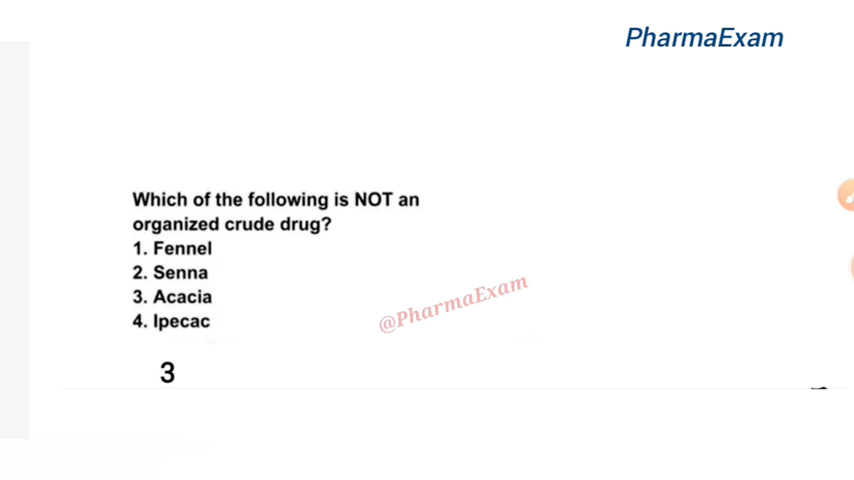 PharmaExam
Which of the following is NOT an
organized crude drug?
1. Fennel
2. Senna
3. Acacia
4. Ipecac
@PharmaExam
3